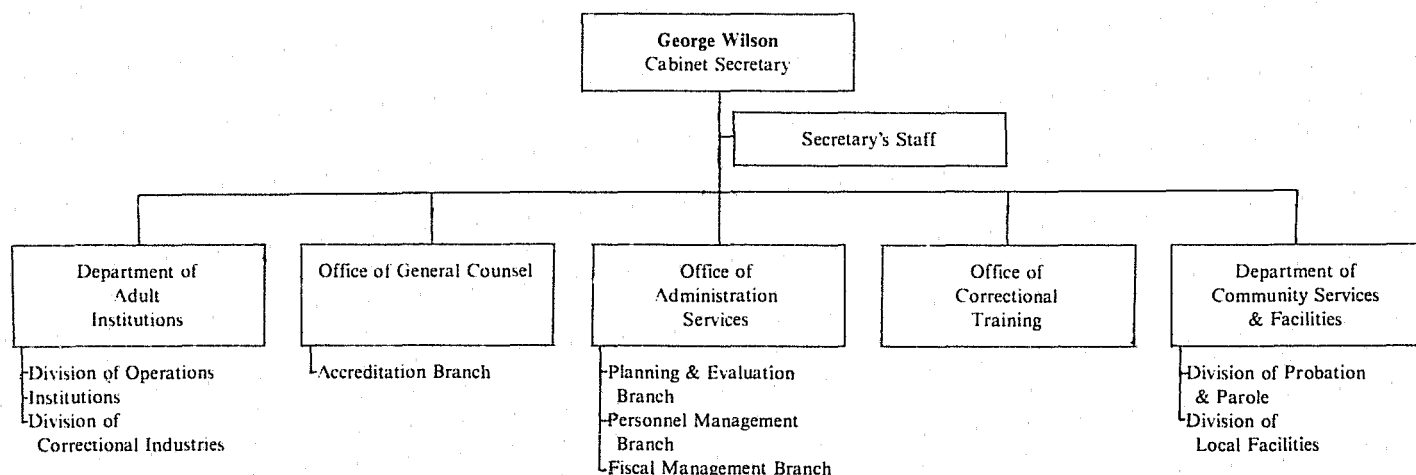 George Wilson
Cabinet Secretary
Secretary's Staff
Department of
Adult
Institutions
Division of Operations
Institutions
Division of
Correctional Industries
Office of General Counsel
Accreditation Branch
Office of
Administration
Services
Planning & Evaluation
Branch
Personnel Management
Branch
Fiscal Management Branch
Office of
Correctional
Training
Department of
Community Services
& Facilities
Division of Probation
& Parole
Division of
Local Facilities